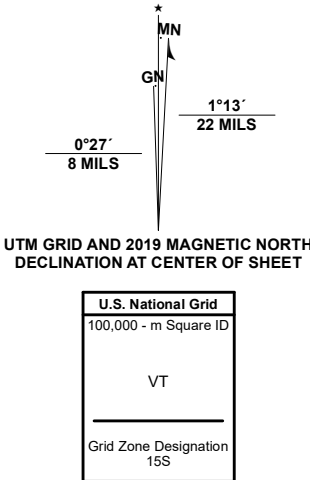 MN
GN
1°13´
22 MILS
0°27´
8 MILS
UTM GRID AND 2019 MAGNETIC NORTH
DECLINATION AT CENTER OF SHEET
U.S. National Grid
100,000 - m Square ID
VT
Grid Zone Designation
15S